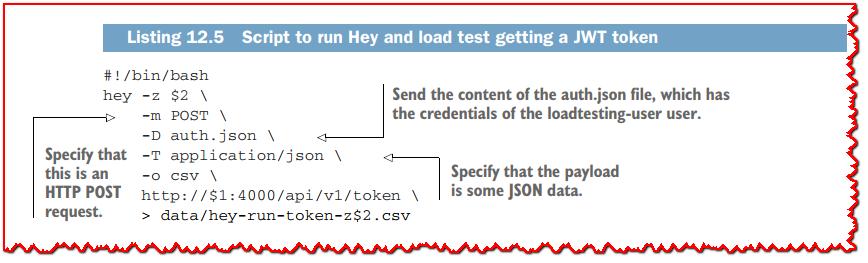 Listing 12.5 Script to run Hey and load test getting a JWT token
#!/bin/bash
hey -z $2 \
-m POST \
-D auth.json \
-T application/json \
-o csv \
http://$1:4000/api/v1/token \
> data/hey-run-token-z$2.csv
Send the content of the auth.json file, which has
the credentials of the loadtesting-user user.
Specify that
this is an
HTTP POST
request.
Specify that the payload
is some JSON data.